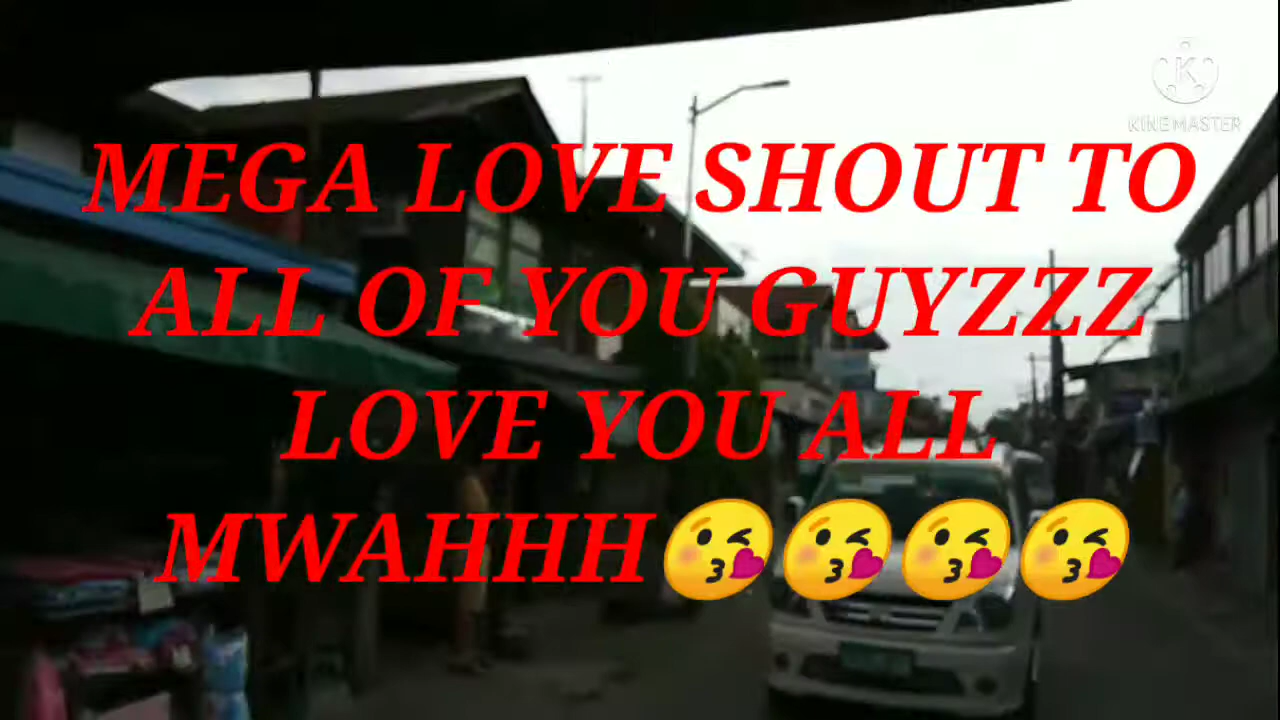 KINEMASTER
MEGA LOVE SHOUT TO
ALL OF YOU GUYZZZ
LOVE YOU ALL
MWAHHH😘😘😘😘